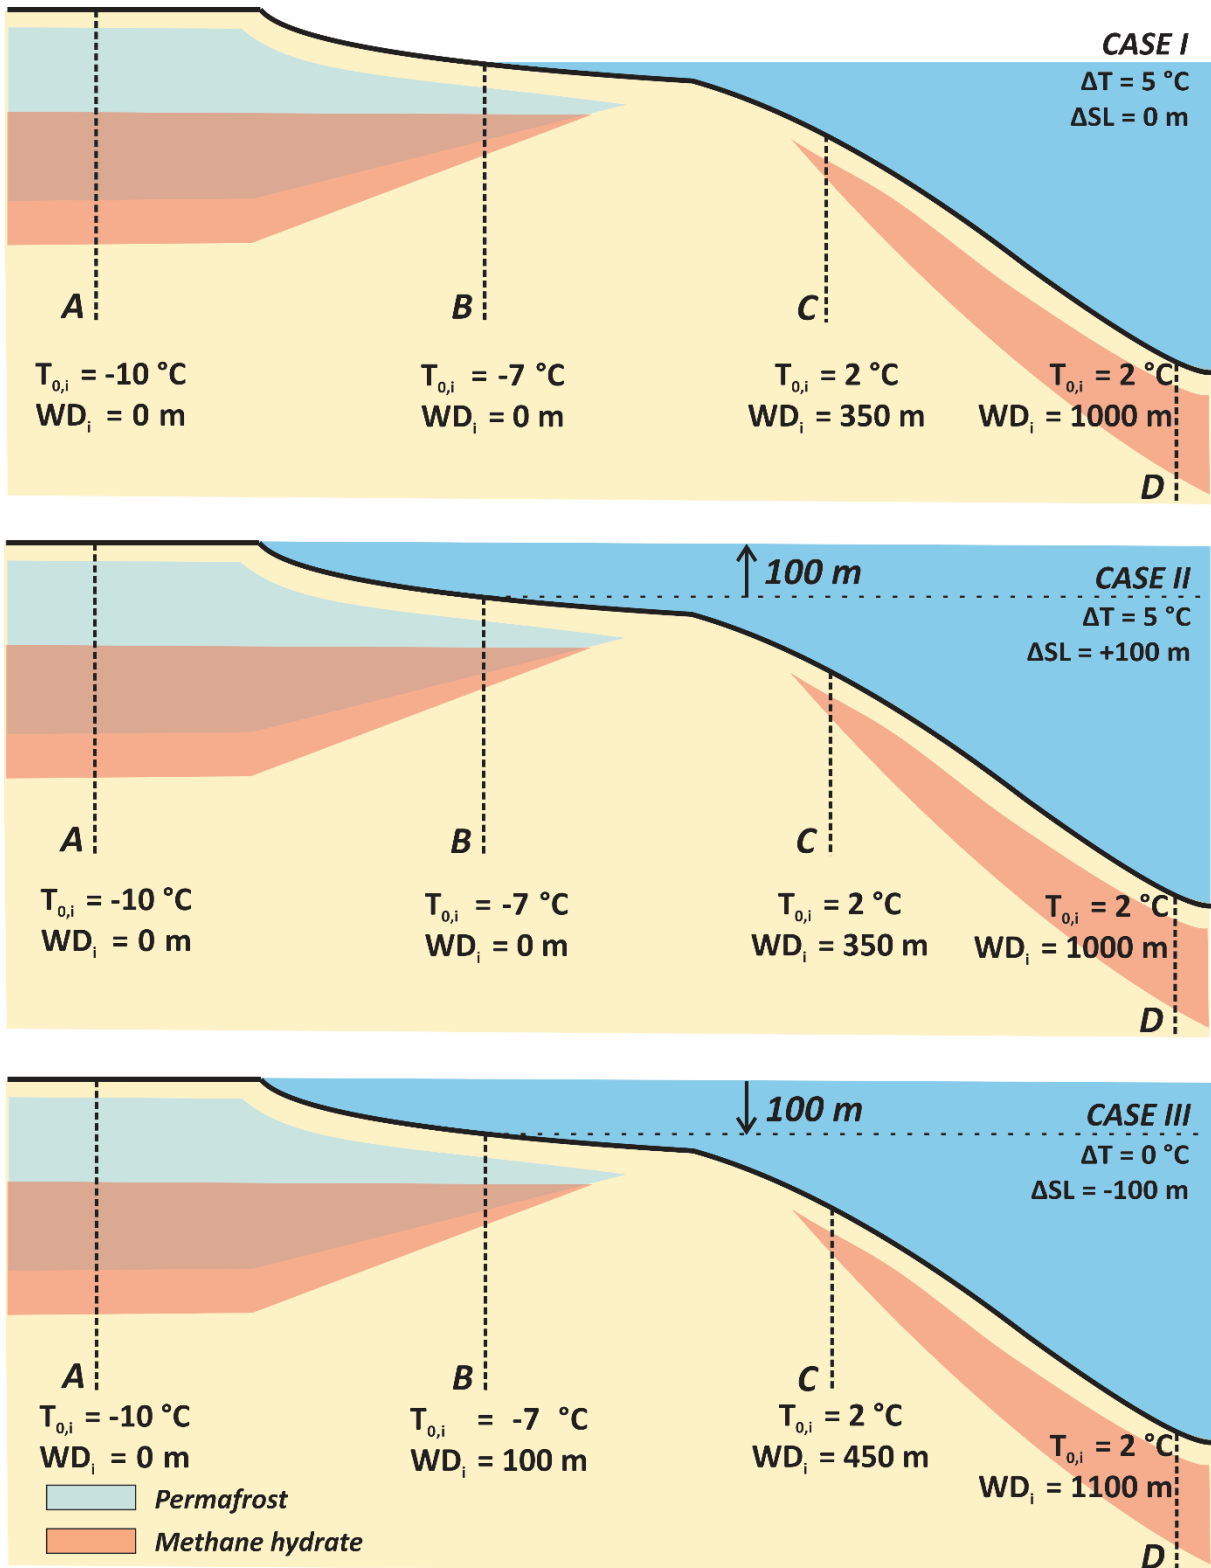 CASE I
ΔT = 5 °C
ΔSL = 0 m
A
B
C
D
T₀,ᵢ = -10 °C
WDᵢ = 0 m
T₀,ᵢ = -7 °C
WDᵢ = 0 m
T₀,ᵢ = 2 °C
WDᵢ = 350 m
T₀,ᵢ = 2 °C
WDᵢ = 1000 m
100 m
CASE II
ΔT = 5 °C
ΔSL = +100 m
A
B
C
D
T₀,ᵢ = -10 °C
WDᵢ = 0 m
T₀,ᵢ = -7 °C
WDᵢ = 0 m
T₀,ᵢ = 2 °C
WDᵢ = 350 m
T₀,ᵢ = 2 °C
WDᵢ = 1000 m
100 m
CASE III
ΔT = 0 °C
ΔSL = -100 m
A
B
C
D
T₀,ᵢ = -10 °C
WDᵢ = 0 m
T₀,ᵢ = -7 °C
WDᵢ = 100 m
T₀,ᵢ = 2 °C
WDᵢ = 450 m
T₀,ᵢ = 2 °C
WDᵢ = 1100 m
Permafrost
Methane hydrate